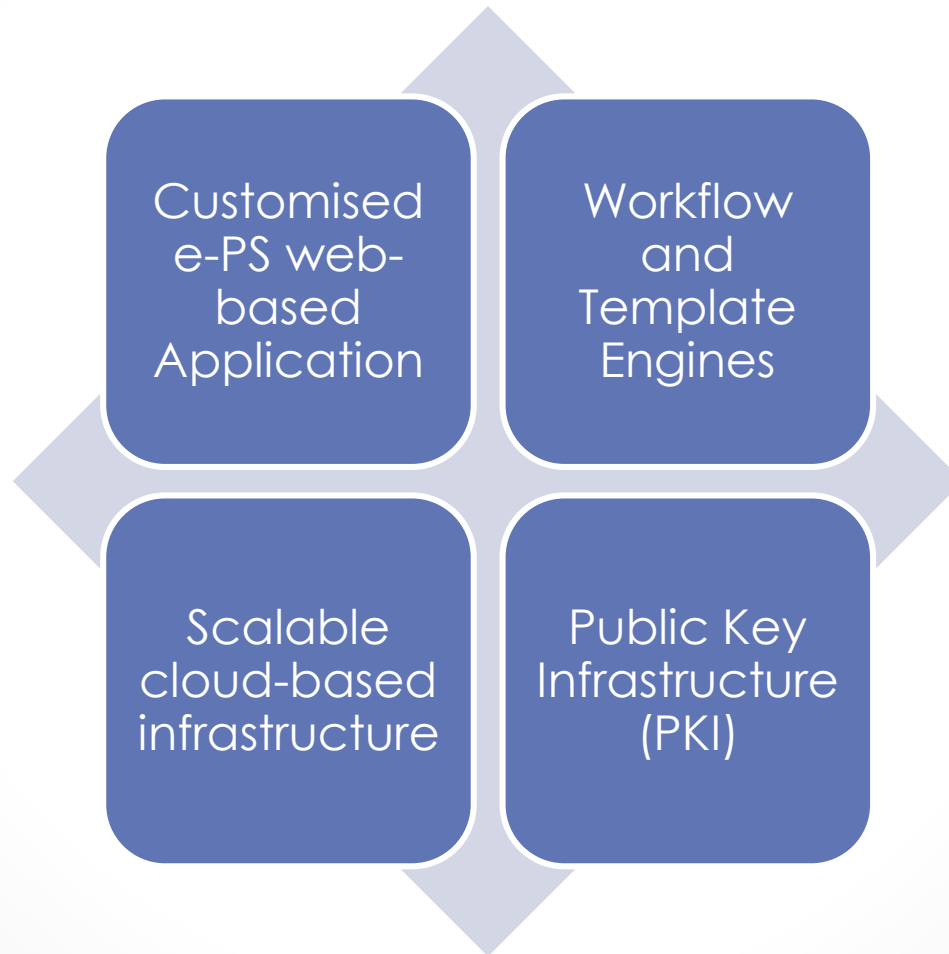 Customised
e-PS web-
based
Application
Workflow
and
Template
Engines
Scalable
cloud-based
infrastructure
Public Key
Infrastructure
(PKI)